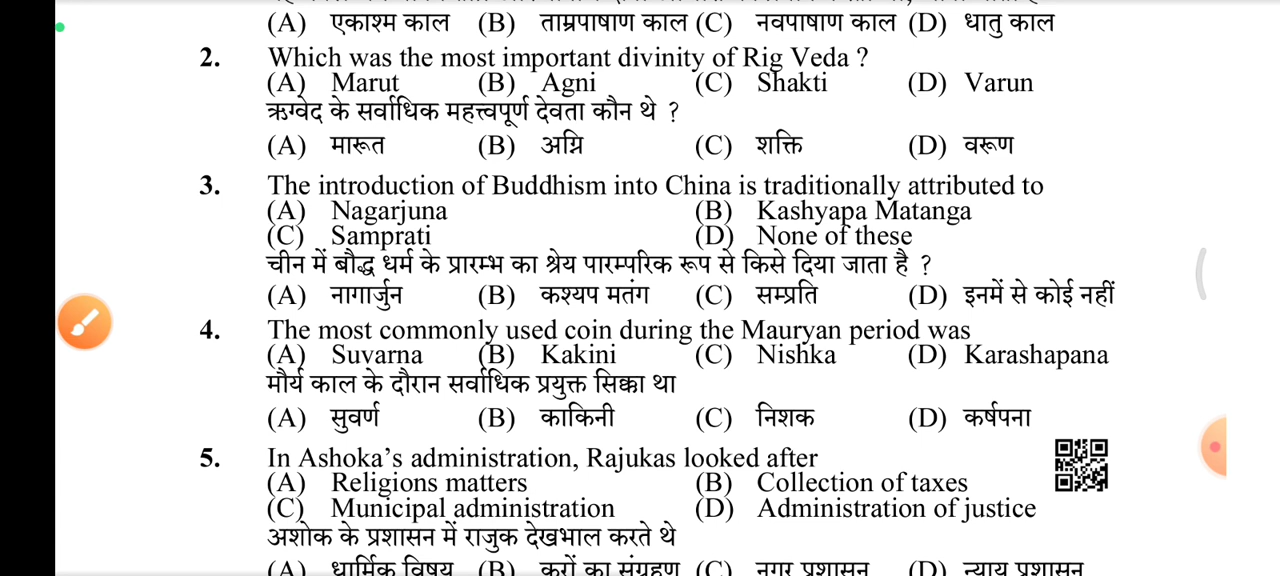 (A) एकाश्म काल (B) ताम्रपाषाण काल (C) नवपाषाण काल (D) धातु काल
2. Which was the most important divinity of Rig Veda ?
(A) Marut (B) Agni (C) Shakti (D) Varun
ऋग्वेद के सर्वाधिक महत्त्वपूर्ण देवता कौन थे ?
(A) मारूत (B) अग्नि (C) शक्ति (D) वरूण
3. The introduction of Buddhism into China is traditionally attributed to
(A) Nagarjuna (B) Kashyapa Matanga
(C) Samprati (D) None of these
चीन में बौद्ध धर्म के प्रारम्भ का श्रेय पारम्परिक रूप से किसे दिया जाता है ?
(A) नागार्जुन (B) कश्यप मतंग (C) सम्प्रति (D) इनमें से कोई नहीं
4. The most commonly used coin during the Mauryan period was
(A) Suvarna (B) Kakini (C) Nishka (D) Karashapana
मौर्य काल के दौरान सर्वाधिक प्रयुक्त सिक्का था
(A) सुवर्ण (B) काकिनी (C) निशक (D) कर्षपना
5. In Ashoka's administration, Rajukas looked after
(A) Religions matters (B) Collection of taxes
(C) Municipal administration (D) Administration of justice
अशोक के प्रशासन में राजुक देखभाल करते थे
(A) धार्मिक विषय (B) करों का संग्रहण (C) नगर प्रशासन (D) न्याय प्रशासन